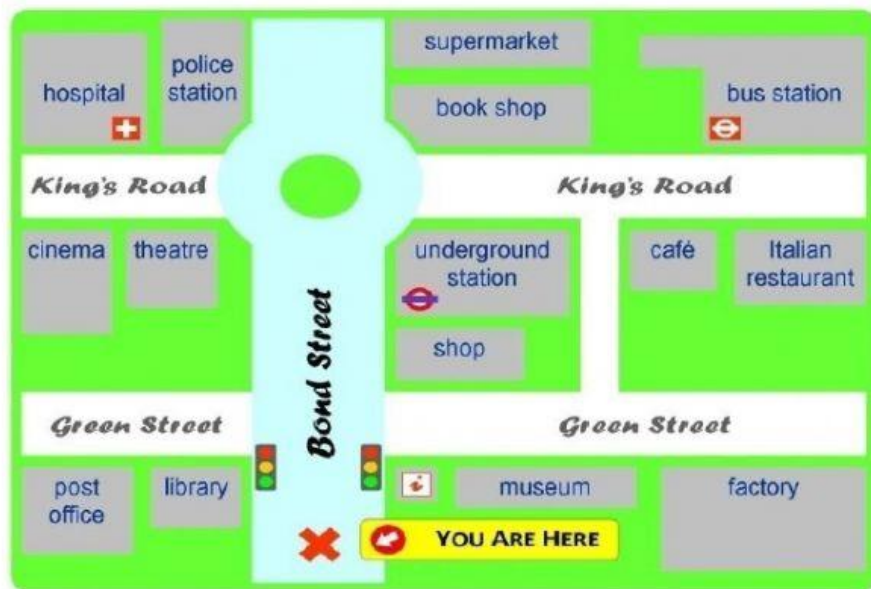 supermarket
police
station
hospital
book shop
bus station
King's Road
King's Road
cinema
theatre
underground
station
café
Italian
restaurant
Bond Street
shop
Green Street
Green Street
post
office
library
i
museum
factory
YOU ARE HERE